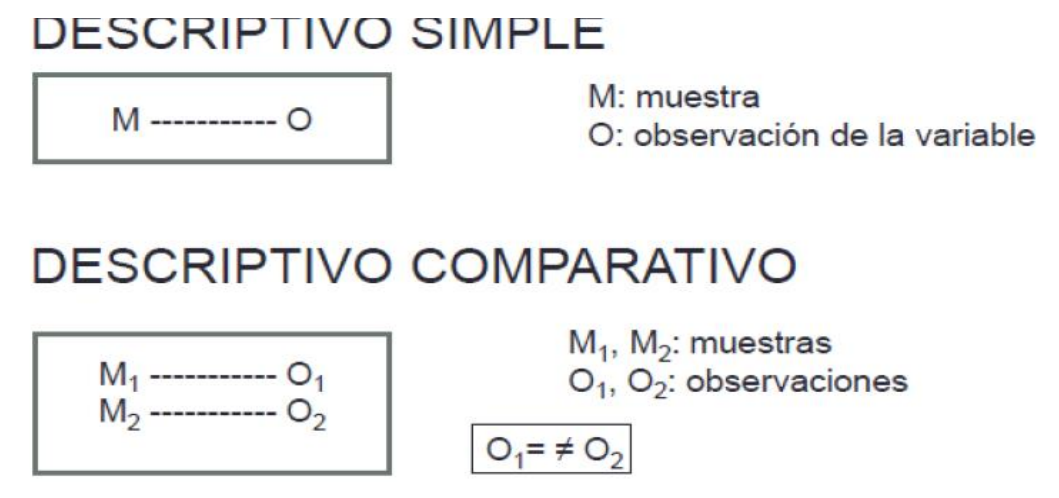 DESCRIPTIVO SIMPLE
M ----------- O
M: muestra
O: observación de la variable
DESCRIPTIVO COMPARATIVO
M₁ ----------- O₁
M₂ ----------- O₂
M₁, M₂: muestras
O₁, O₂: observaciones
O₁= ≠ O₂